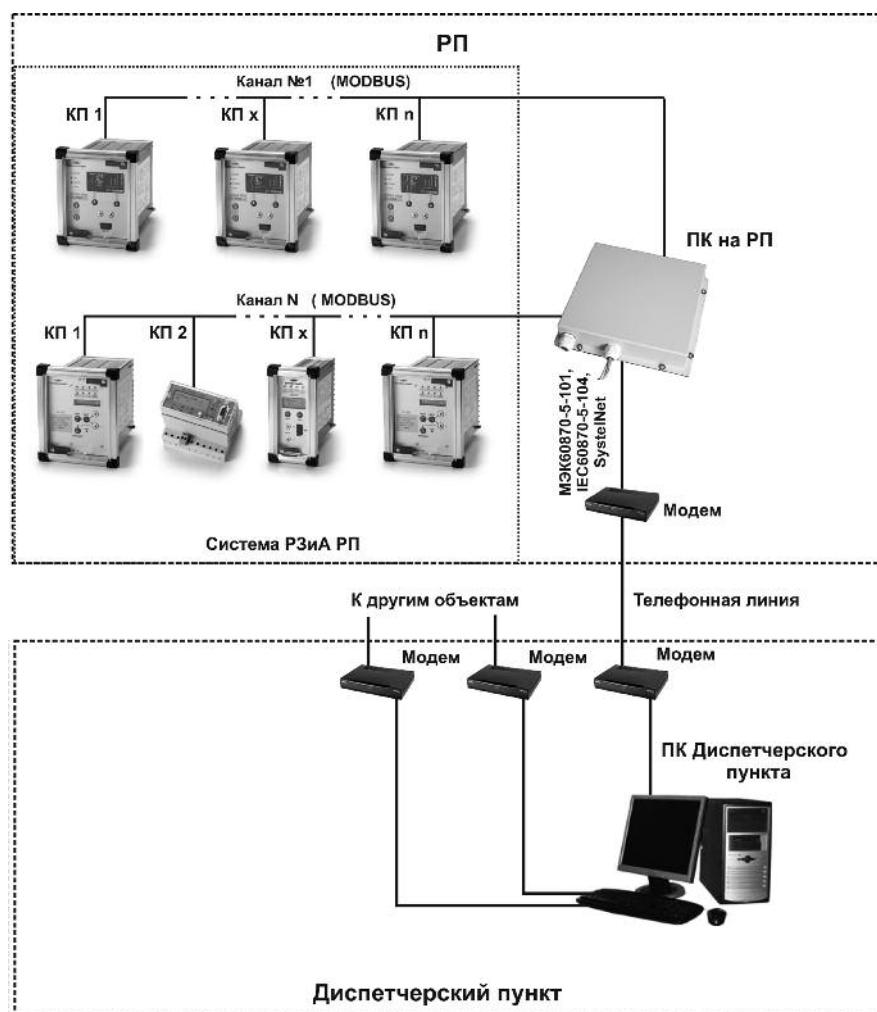 РП
Канал №1 (MODBUS)
КП 1
КП x
КП n
ПК на РП
Канал N ( MODBUS)
КП 1
КП 2
КП x
КП n
МЭК60870-5-101,
IEC60870-5-104,
SystelNet
Модем
Система РЗиА РП
К другим объектам
Телефонная линия
Модем
Модем
Модем
ПК Диспетчерского
пункта
Диспетчерский пункт